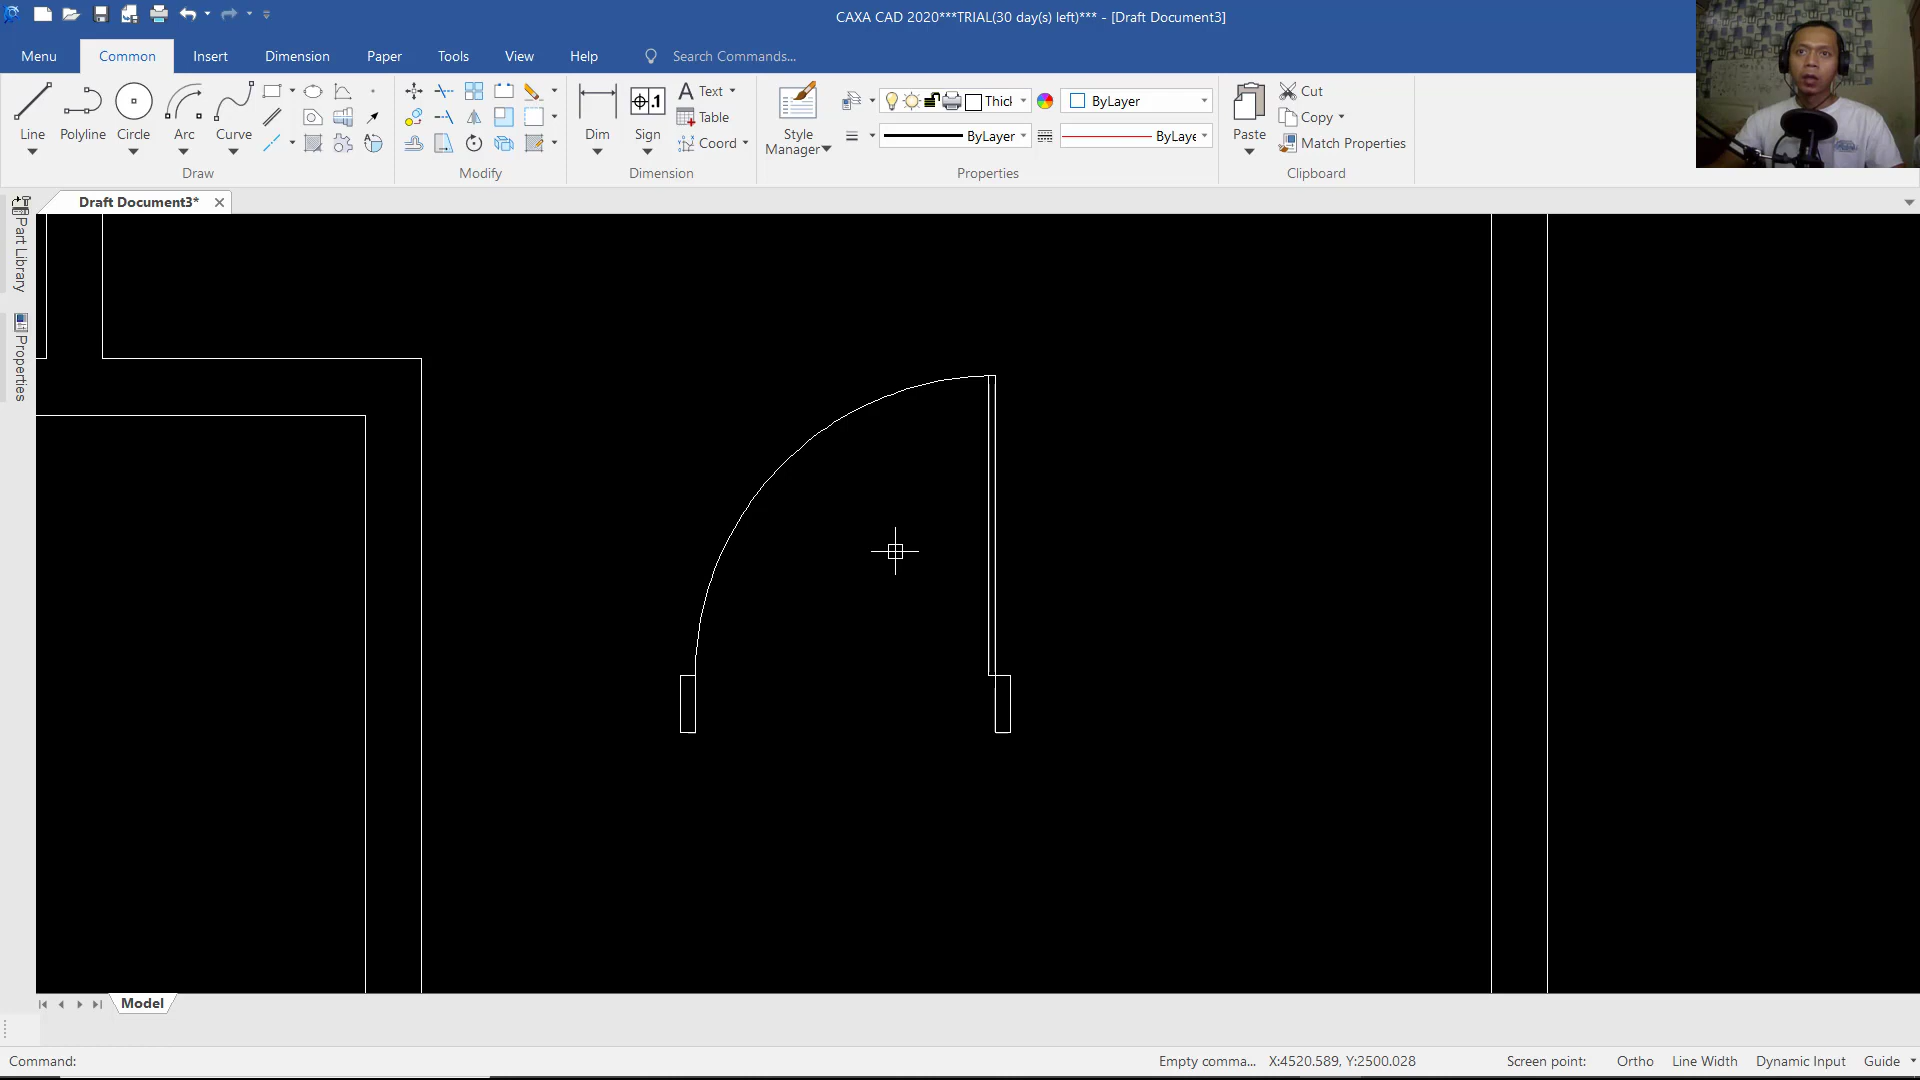 CAXA CAD 2020***TRIAL(30 day(s) left)*** - [Draft Document3]
Menu Common Insert Dimension Paper Tools View Help Search Commands...
Line Polyline Circle Arc Curve
Draw
Modify
Dim Sign
.1
Text
Table
Coord
Dimension
Style Manager
Thick
ByLayer
ByLayer
ByLaye
Properties
Paste
Cut
Copy
Match Properties
Clipboard
Draft Document3*
Part Library
Properties
Model
Command:
Empty comma... X:4520.589, Y:2500.028 Screen point: Ortho Line Width Dynamic Input Guide